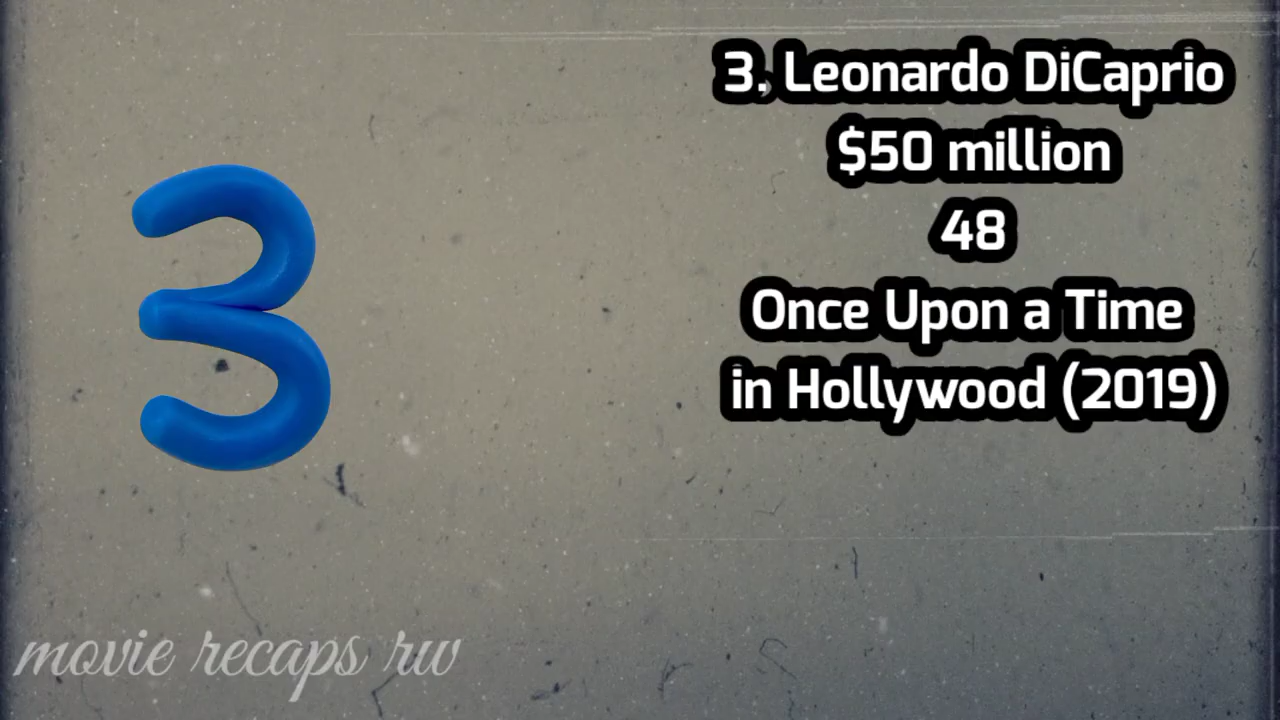 3. Leonardo DiCaprio
$50 million
48
Once Upon a Time
in Hollywood (2019)
3
movie recaps rw